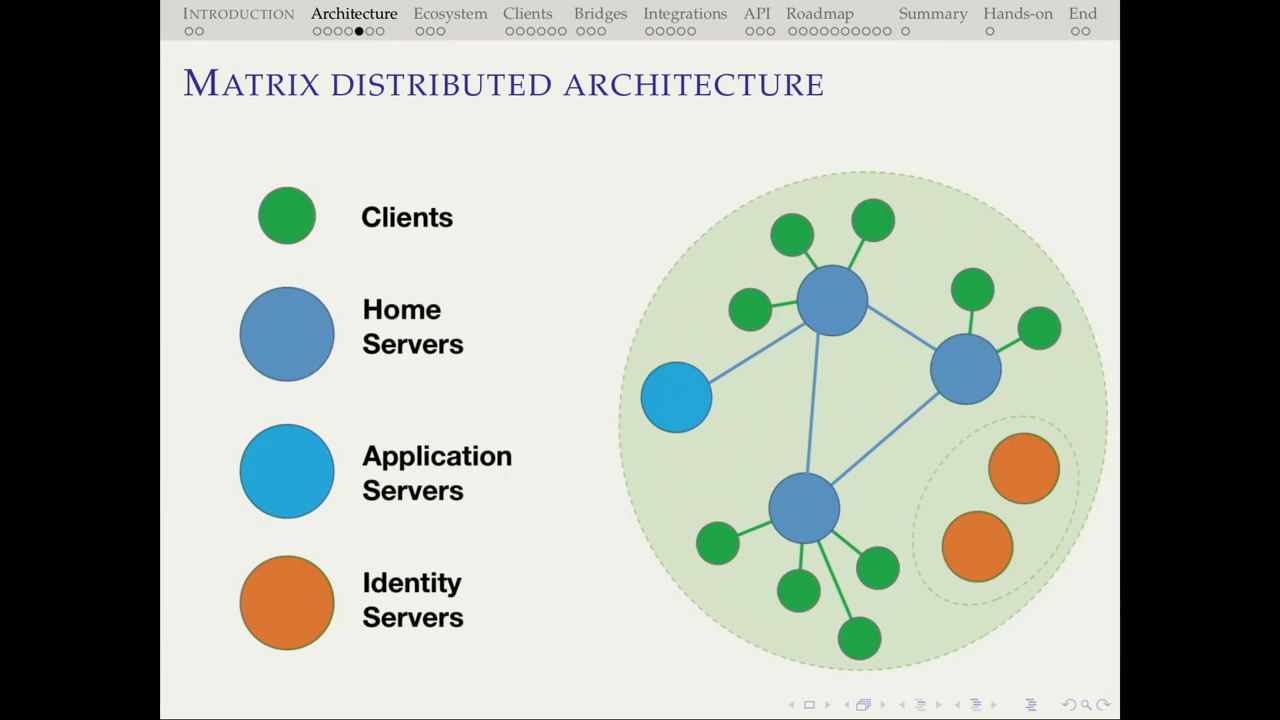 INTRODUCTION Architecture Ecosystem Clients Bridges Integrations API Roadmap Summary Hands-on End
MATRIX DISTRIBUTED ARCHITECTURE
Clients
Home
Servers
Application
Servers
Identity
Servers